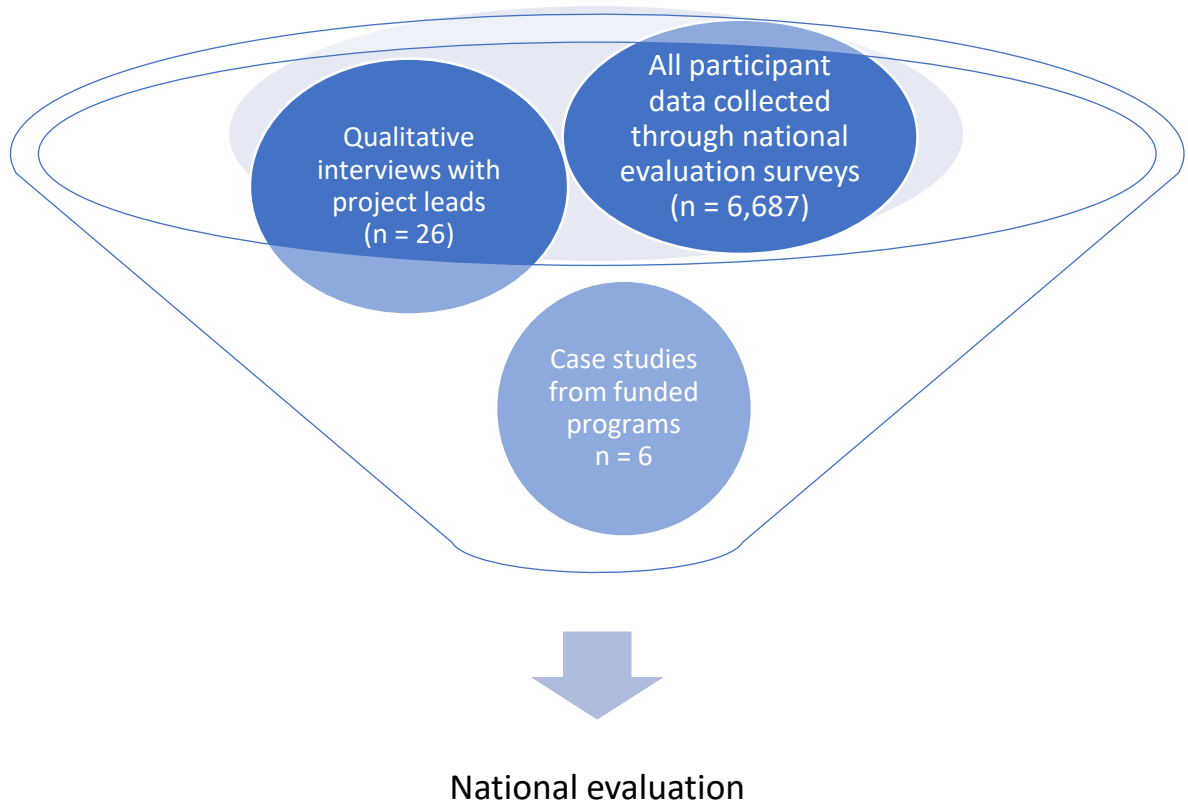 Qualitative
interviews with
project leads
(n = 26)
All participant
data collected
through national
evaluation surveys
(n = 6,687)
Case studies
from funded
programs
n = 6
National evaluation